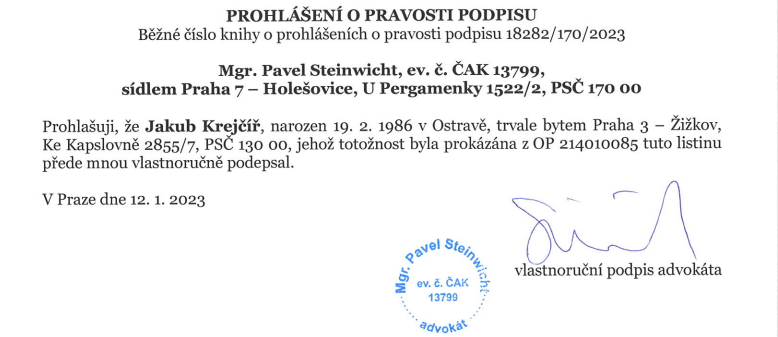 PROHLÁŠENÍ O PRAVOSTI PODPISU
Běžné číslo knihy o prohlášeních o pravosti podpisu 18282/170/2023
Mgr. Pavel Steinwicht, ev. č. ČAK 13799,
sídlem Praha 7 – Holešovice, U Pergamenky 1522/2, PSČ 170 00
Prohlašuji, že Jakub Krejčíř, narozen 19. 2. 1986 v Ostravě, trvale bytem Praha 3 – Žižkov,
Ke Kapslovně 2855/7, PSČ 130 00, jehož totožnost byla prokázána z OP 214010085 tuto listinu
přede mnou vlastnoručně podepsal.
V Praze dne 12. 1. 2023
vlastnoruční podpis advokáta
Mgr. Pavel Steinwicht
ev. č. ČAK
13799
advokát